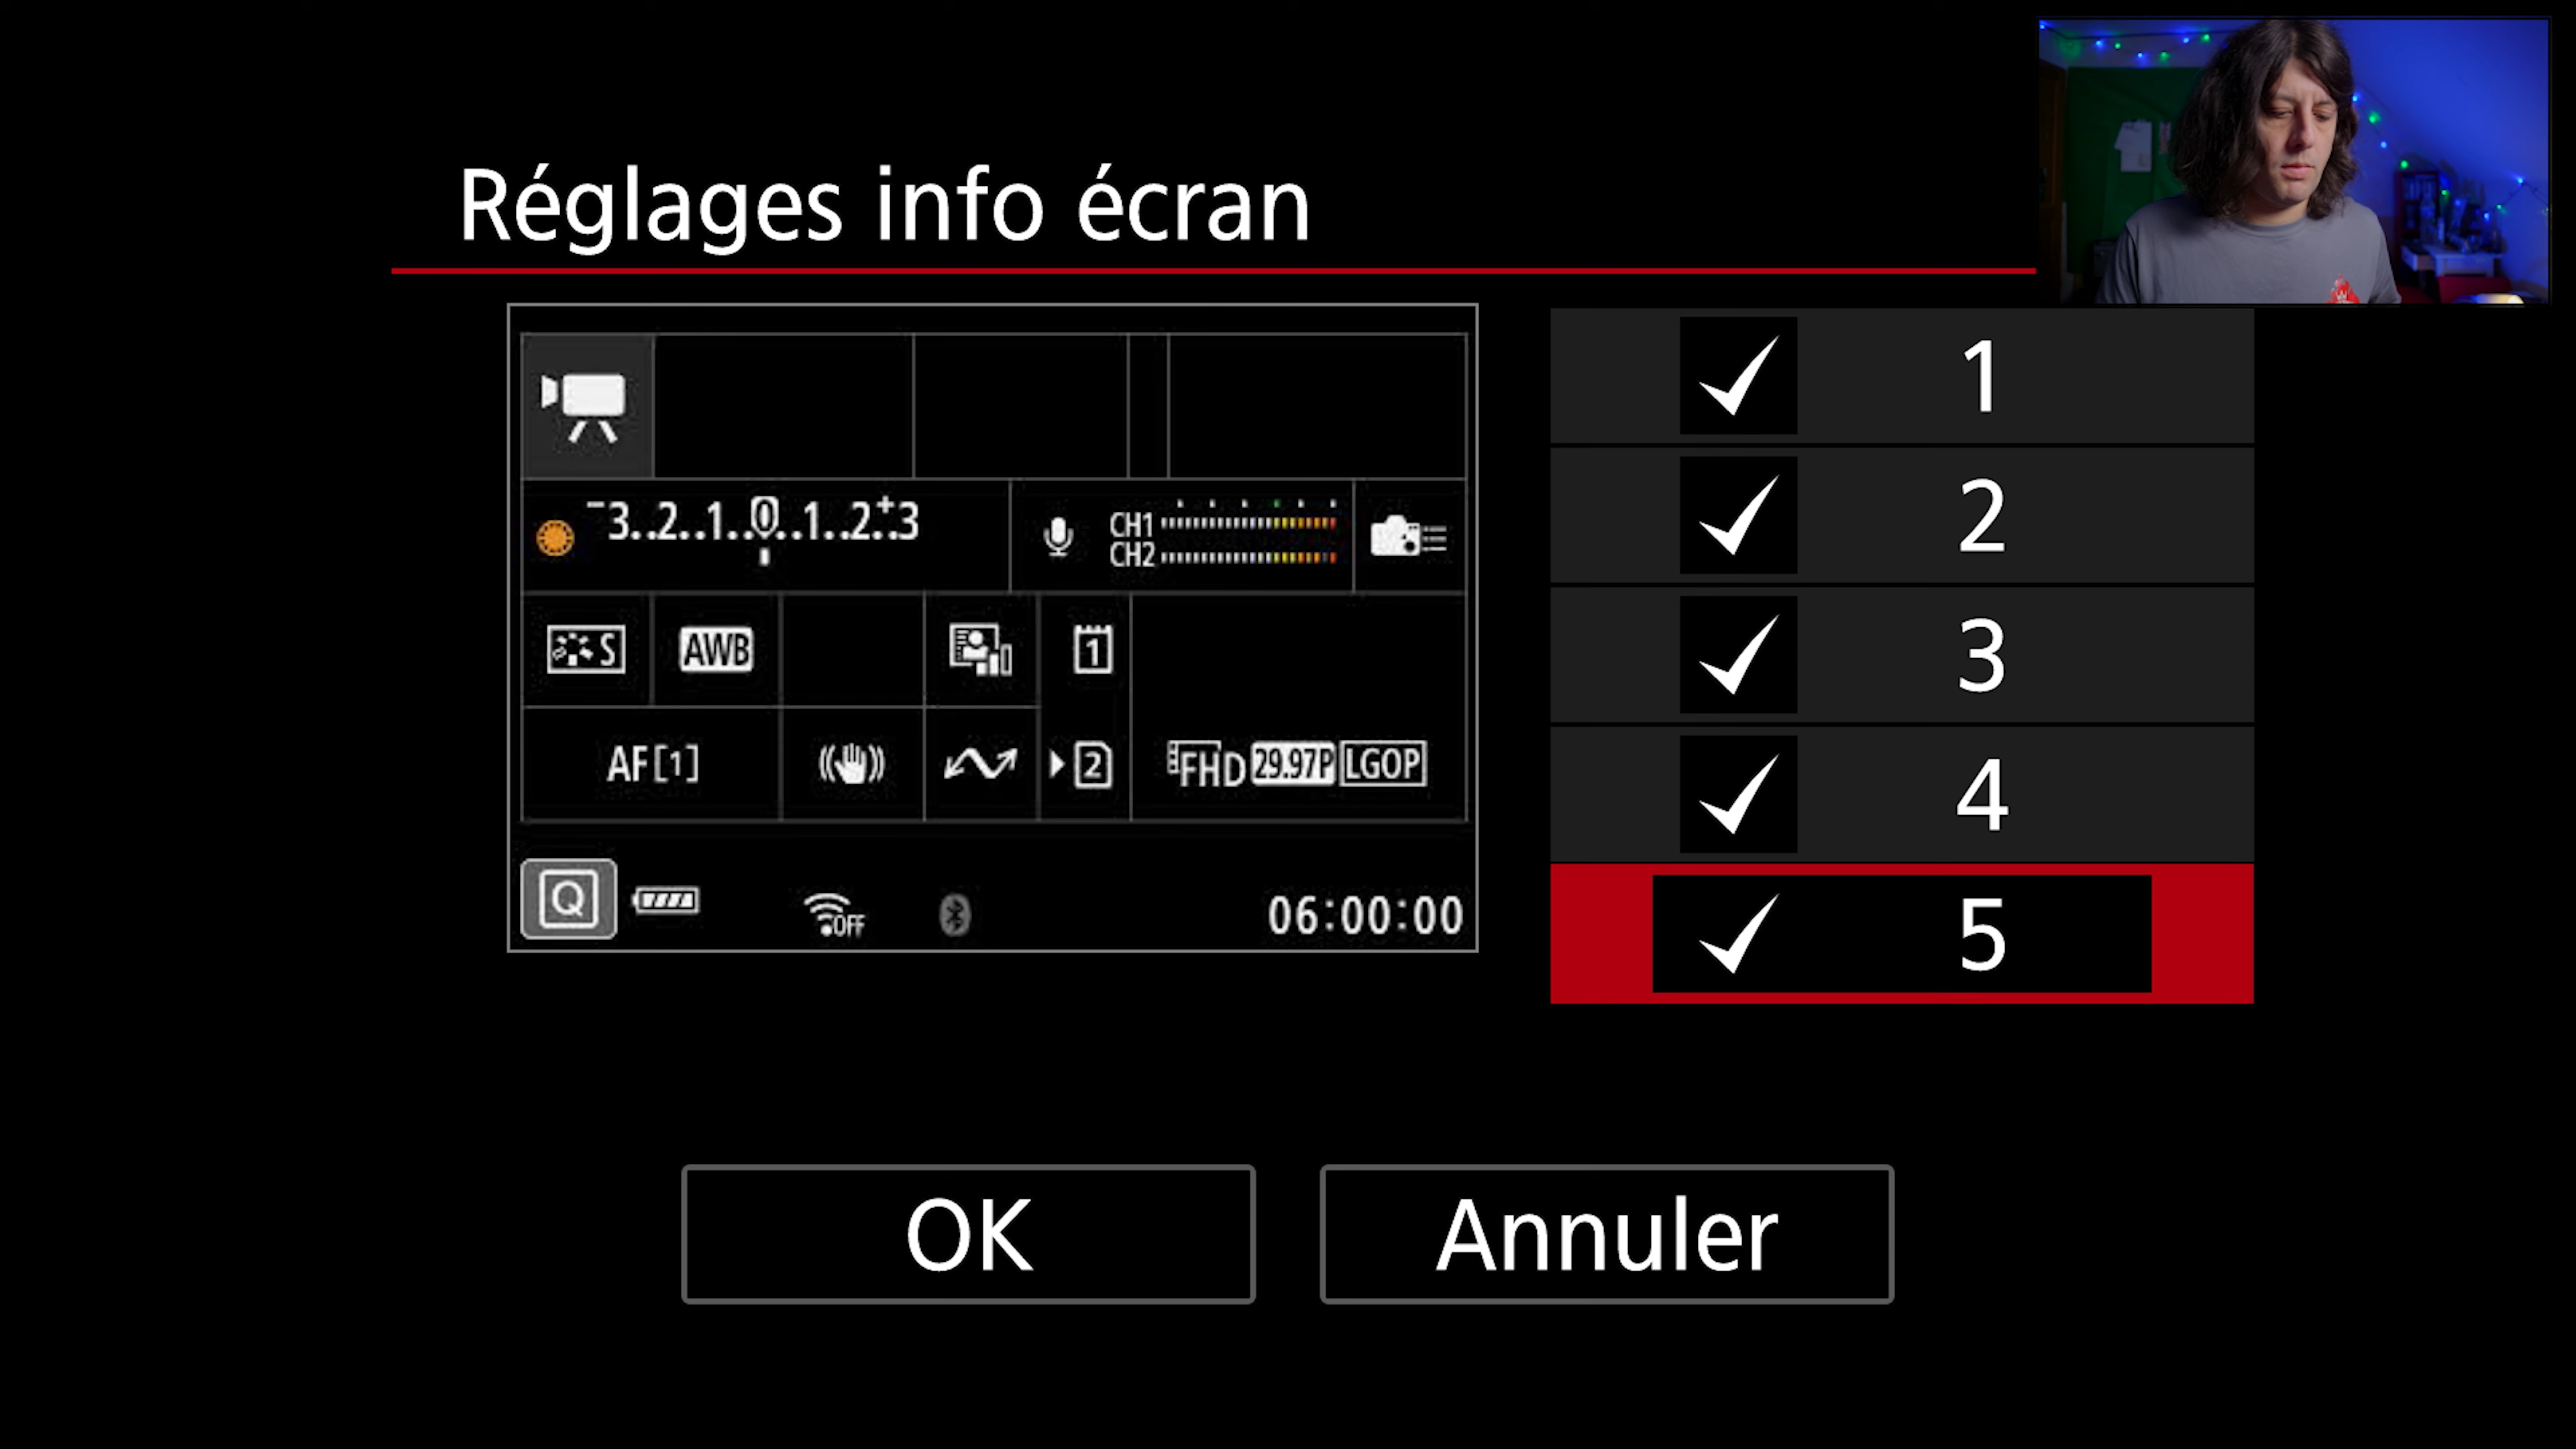 Réglages info écran
1
-3..2..1..0..1..2..+3
CH1
CH2
2
S
AWB
1
3
AF[1]
2
FHD 29.97P LGOP
4
Q
OFF
06:00:00
5
OK
Annuler